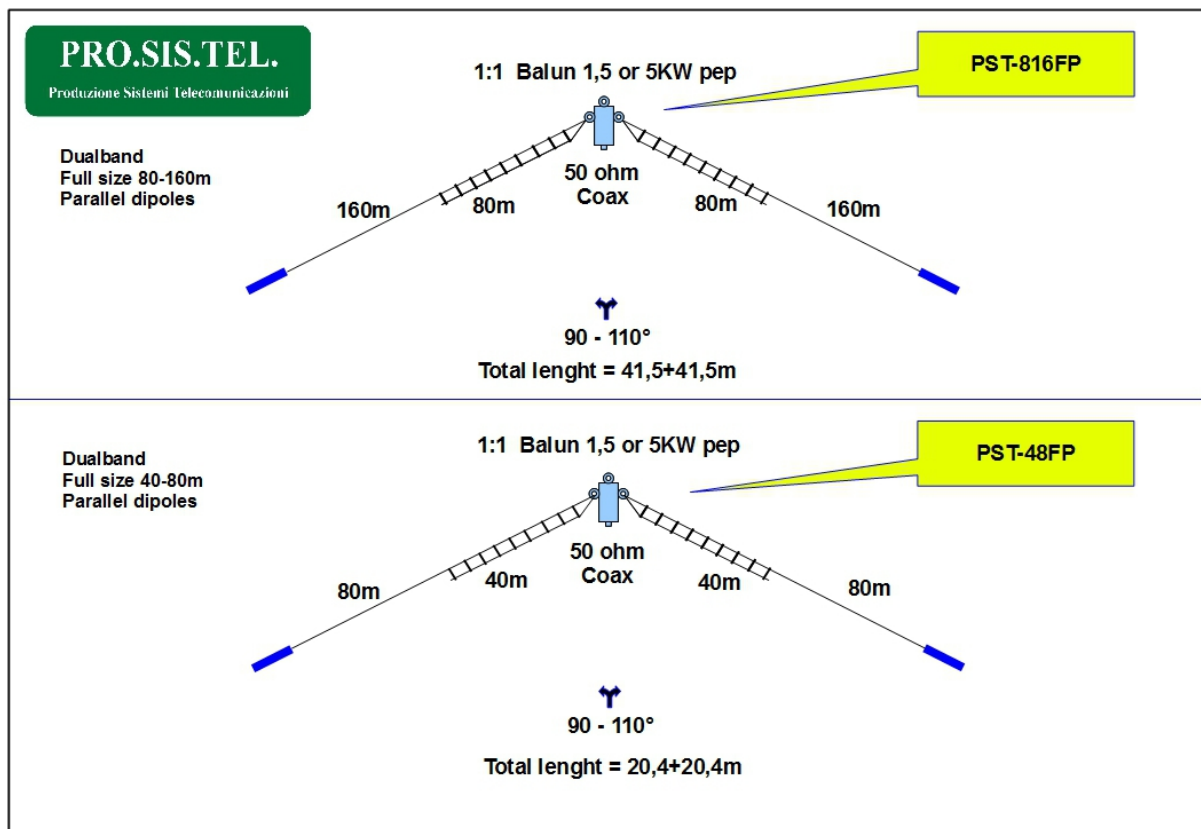 PRO.SIS.TEL.
Produzione Sistemi Telecomunicazioni
1:1 Balun 1,5 or 5KW pep
PST-816FP
Dualband
Full size 80-160m
Parallel dipoles
50 ohm
Coax
160m
80m
80m
160m
90 - 110°
Total lenght = 41,5+41,5m
1:1 Balun 1,5 or 5KW pep
PST-48FP
Dualband
Full size 40-80m
Parallel dipoles
50 ohm
Coax
80m
40m
40m
80m
90 - 110°
Total lenght = 20,4+20,4m